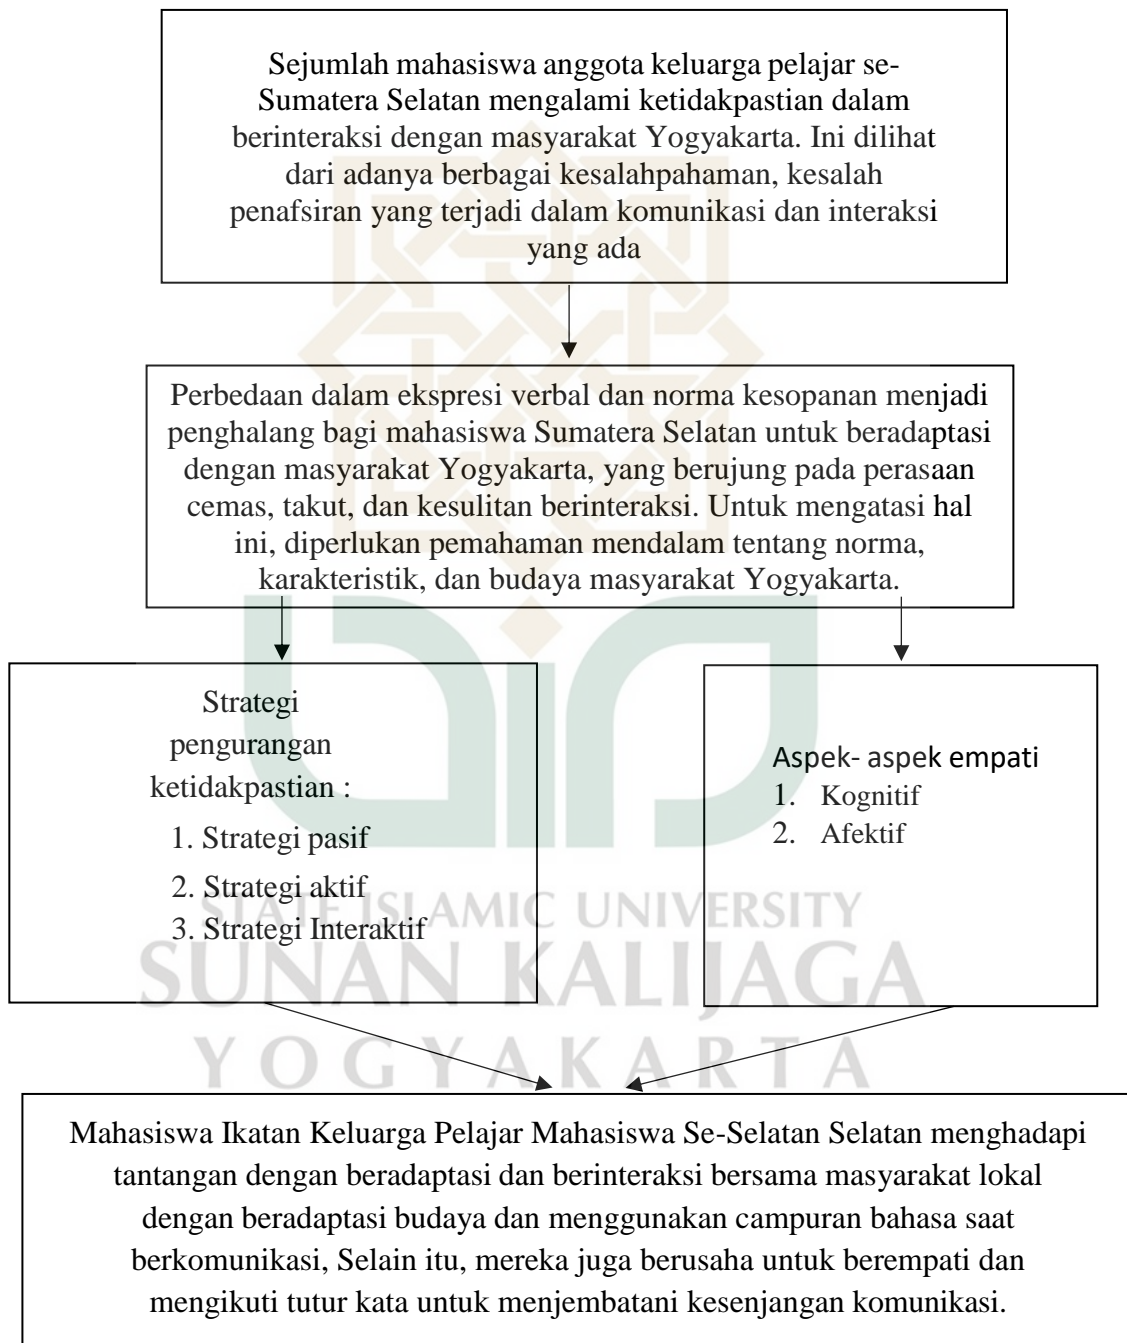 Sejumlah mahasiswa anggota keluarga pelajar se-
Sumatera Selatan mengalami ketidakpastian dalam
berinteraksi dengan masyarakat Yogyakarta. Ini dilihat
dari adanya berbagai kesalahpahaman, kesalah
penafsiran yang terjadi dalam komunikasi dan interaksi
yang ada
Perbedaan dalam ekspresi verbal dan norma kesopanan menjadi
penghalang bagi mahasiswa Sumatera Selatan untuk beradaptasi
dengan masyarakat Yogyakarta, yang berujung pada perasaan
cemas, takut, dan kesulitan berinteraksi. Untuk mengatasi hal
ini, diperlukan pemahaman mendalam tentang norma,
karakteristik, dan budaya masyarakat Yogyakarta.
Strategi
pengurangan
ketidakpastian :
1. Strategi pasif
2. Strategi aktif
3. Strategi Interaktif
Aspek- aspek empati
1. Kognitif
2. Afektif
STATE ISLAMIC UNIVERSITY
SUNAN KALIJAGA
YOGYAKARTA
Mahasiswa Ikatan Keluarga Pelajar Mahasiswa Se-Selatan Selatan menghadapi
tantangan dengan beradaptasi dan berinteraksi bersama masyarakat lokal
dengan beradaptasi budaya dan menggunakan campuran bahasa saat
berkomunikasi, Selain itu, mereka juga berusaha untuk berempati dan
mengikuti tutur kata untuk menjembatani kesenjangan komunikasi.